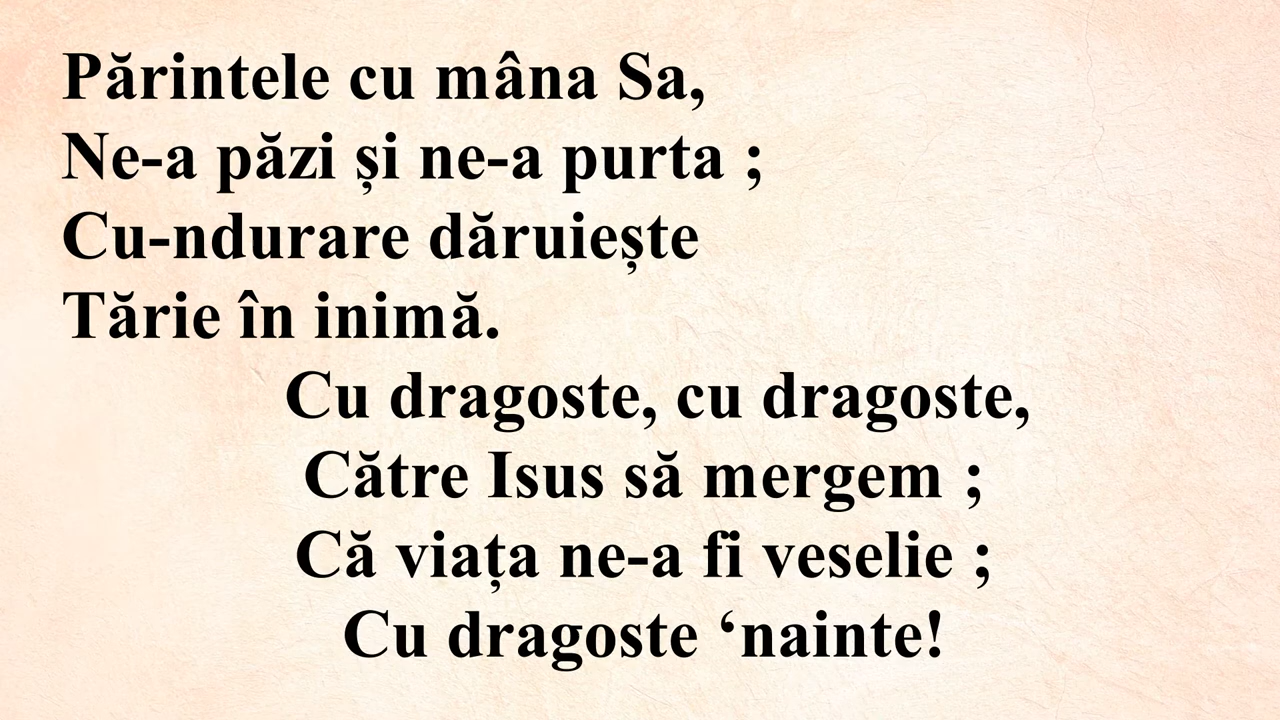 Părintele cu mâna Sa,
Ne-a păzi și ne-a purta ;
Cu-ndurare dăruiește
Tărie în inimă.
Cu dragoste, cu dragoste,
Către Isus să mergem ;
Că viața ne-a fi veselie ;
Cu dragoste ‘nainte!